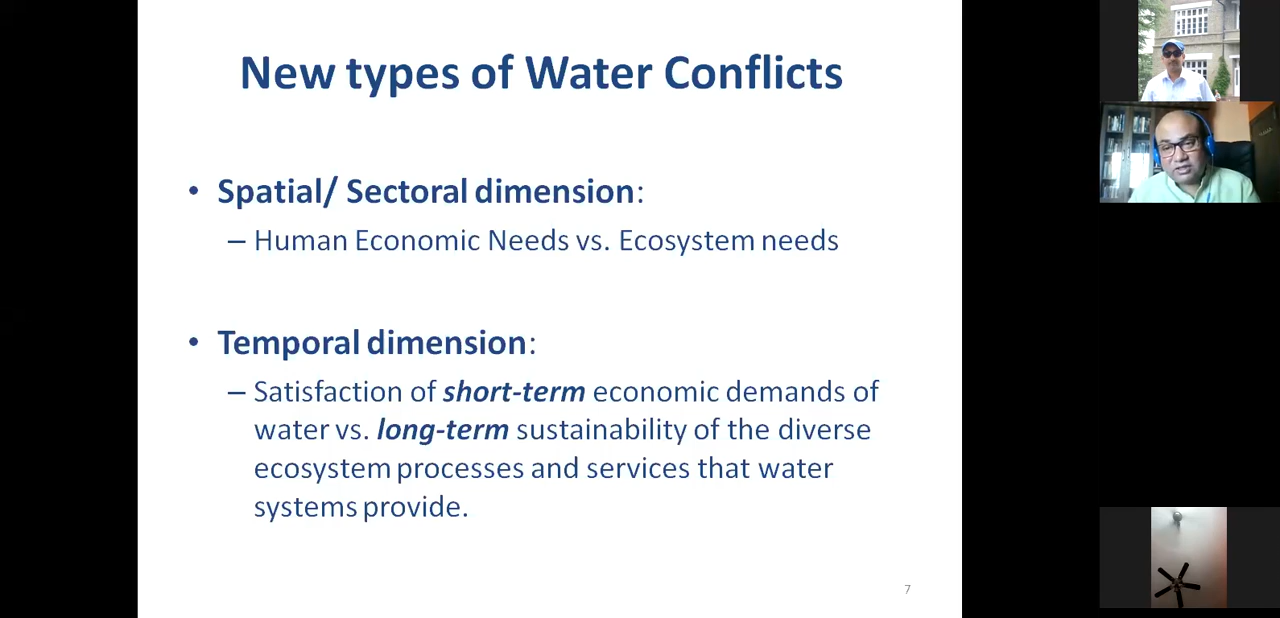 New types of Water Conflicts
• Spatial/ Sectoral dimension:
– Human Economic Needs vs. Ecosystem needs
• Temporal dimension:
– Satisfaction of short-term economic demands of
water vs. long-term sustainability of the diverse
ecosystem processes and services that water
systems provide.
7